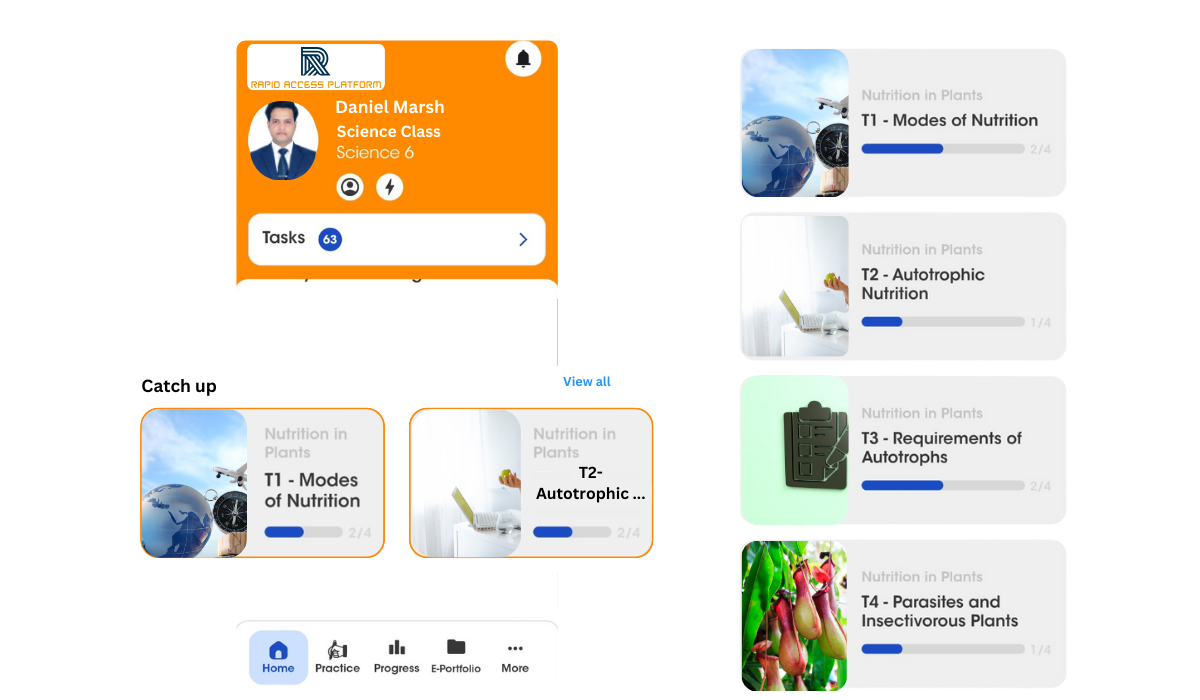 RAPID ACCESS PLATFORM
Daniel Marsh
Science Class
Science 6
Tasks 63
Catch up
View all
Nutrition in
Plants
T1 - Modes
of Nutrition
2/4
Nutrition in
Plants
T2-
Autotrophic ...
2/4
Home
Practice
Progress
E-Portfolio
More
Nutrition in Plants
T1 - Modes of Nutrition
2/4
Nutrition in Plants
T2 - Autotrophic
Nutrition
1/4
Nutrition in Plants
T3 - Requirements of
Autotrophs
2/4
Nutrition in Plants
T4 - Parasites and
Insectivorous Plants
1/4